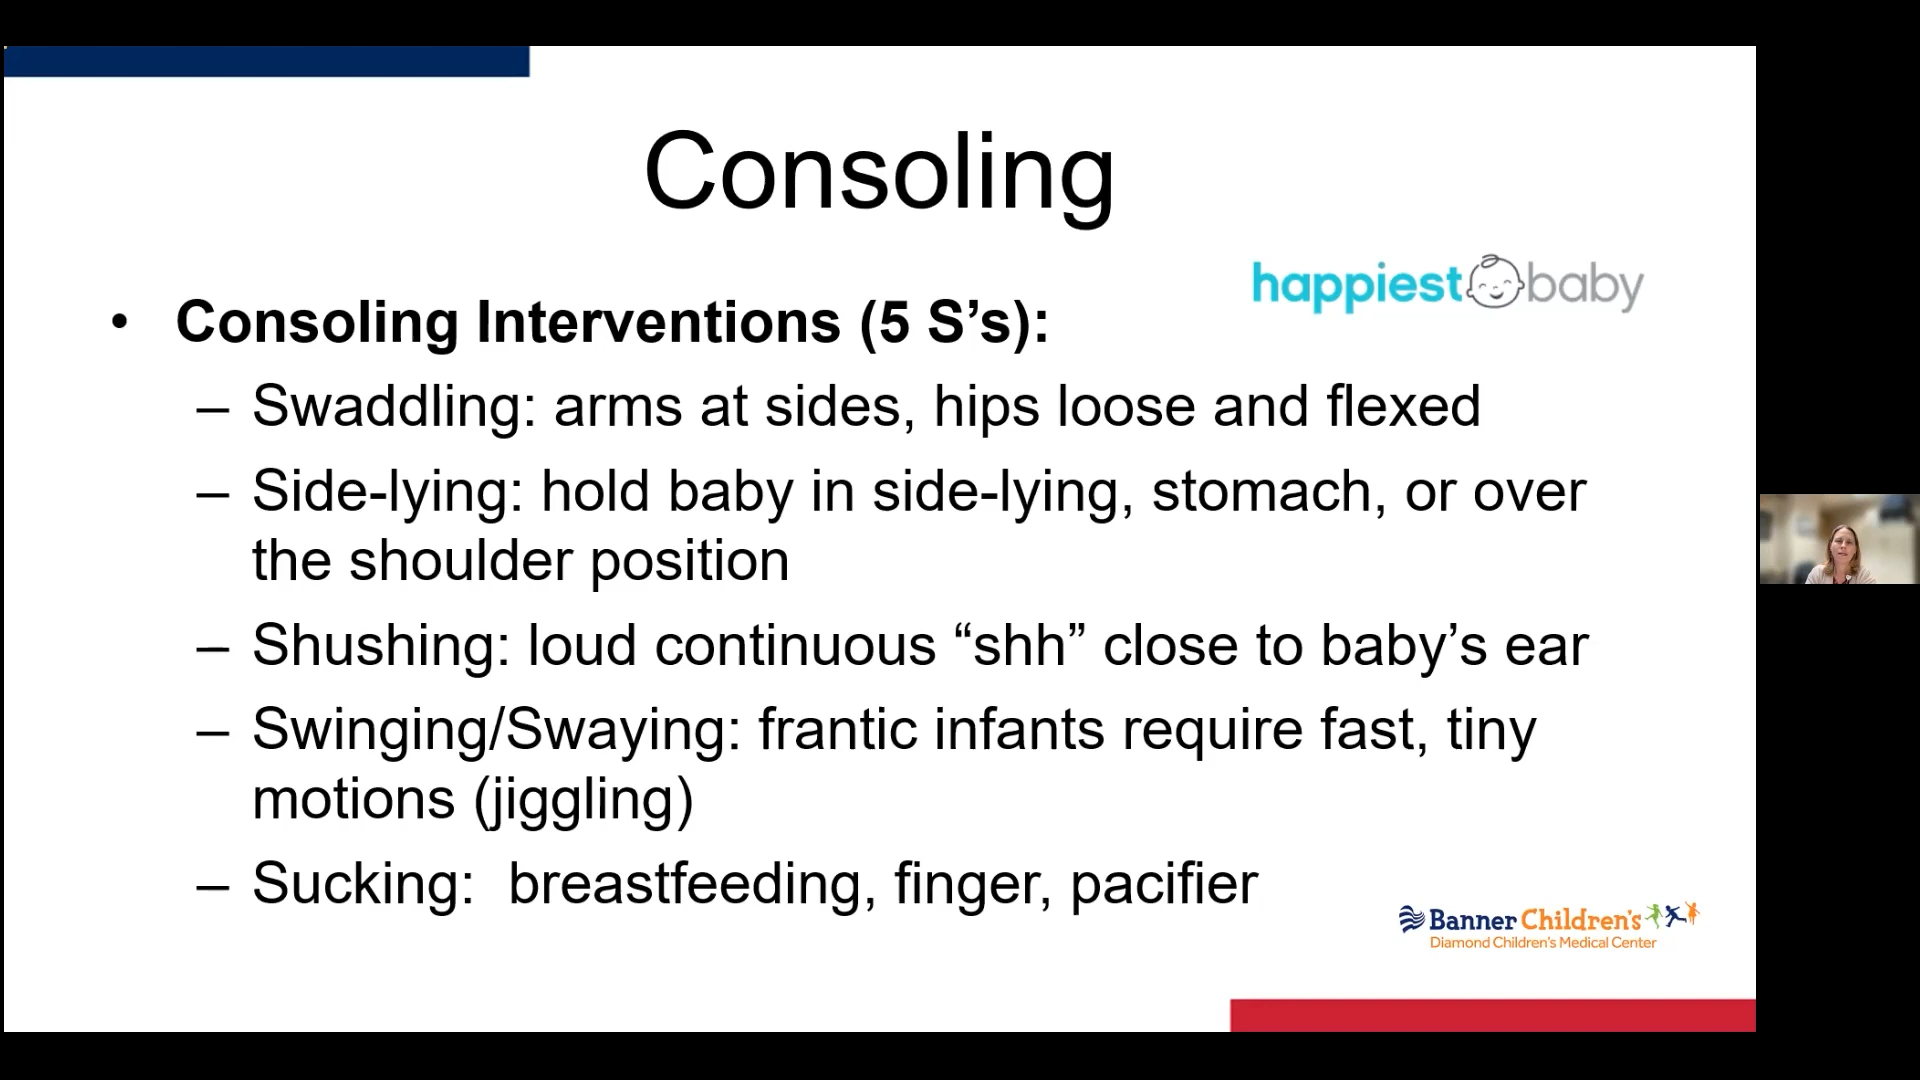 Consoling
happiest baby
• Consoling Interventions (5 S’s):
– Swaddling: arms at sides, hips loose and flexed
– Side-lying: hold baby in side-lying, stomach, or over
the shoulder position
– Shushing: loud continuous “shh” close to baby’s ear
– Swinging/Swaying: frantic infants require fast, tiny
motions (jiggling)
– Sucking:  breastfeeding, finger, pacifier
Banner Children's
Diamond Children's Medical Center